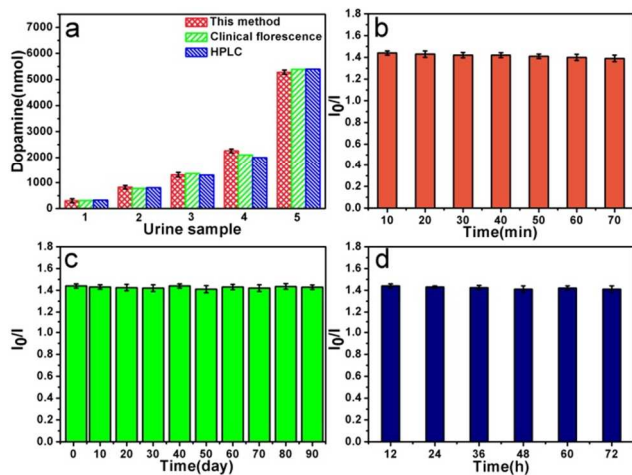 a
This method
Clinical florescence
HPLC
Dopamine(nmol)
7000
6000
5000
4000
3000
2000
1000
0
1 2 3 4 5
Urine sample
b
I0/I
1.8
1.6
1.4
1.2
1.0
0.8
0.6
0.4
0.2
0.0
10 20 30 40 50 60 70
Time(min)
c
I0/I
1.8
1.6
1.4
1.2
1.0
0.8
0.6
0.4
0.2
0.0
0 10 20 30 40 50 60 70 80 90
Time(day)
d
I0/I
1.8
1.6
1.4
1.2
1.0
0.8
0.6
0.4
0.2
0.0
12 24 36 48 60 72
Time(h)